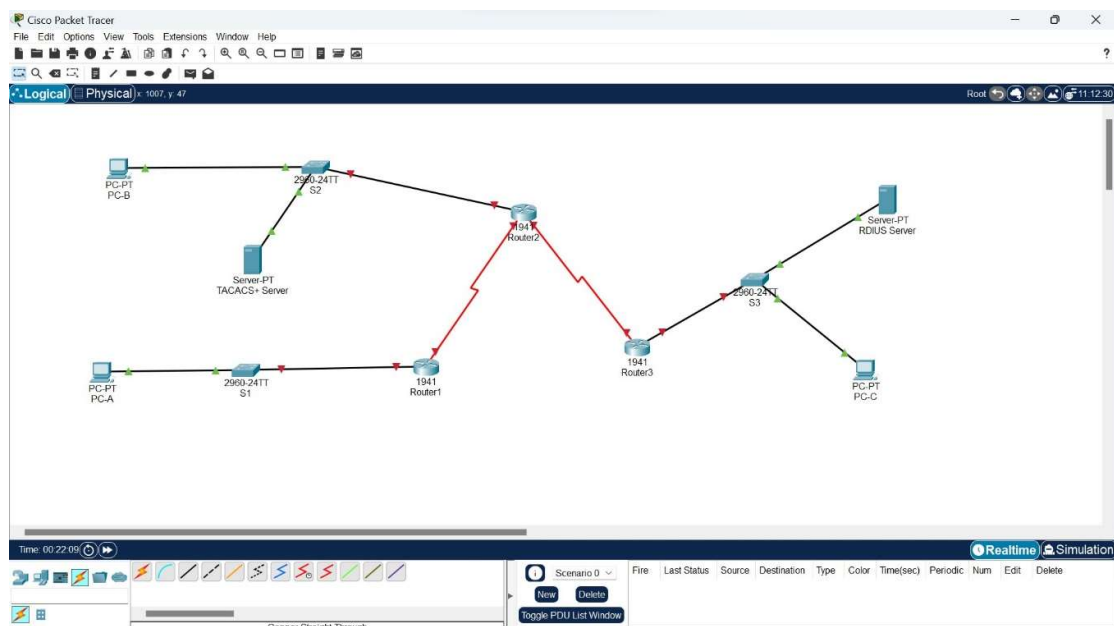 Cisco Packet Tracer
File Edit Options View Tools Extensions Window Help
?
Logical Physical x: 1007, y: 47 Root 11:12:30
PC-PT
PC-B
2960-24TT
S2
Server-PT
TACACS+ Server
1941
Router2
Server-PT
RDIUS Server
2960-24TT
S3
PC-PT
PC-A
2960-24TT
S1
1941
Router1
1941
Router3
PC-PT
PC-C
Time: 00:22:09 Realtime Simulation
Scenario 0 Fire Last Status Source Destination Type Color Time(sec) Periodic Num Edit Delete
New Delete
Toggle PDU List Window
Copper Straight-Through